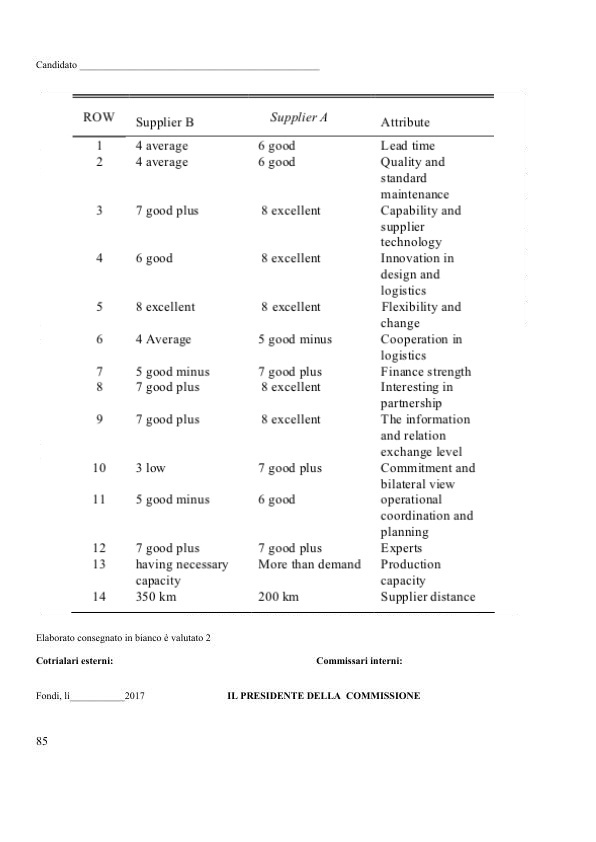 Candidato ________________________________________________
ROW Supplier B Supplier A Attribute
1 4 average 6 good Lead time
2 4 average 6 good Quality and
standard
maintenance
3 7 good plus 8 excellent Capability and
supplier
technology
4 6 good 8 excellent Innovation in
design and
logistics
5 8 excellent 8 excellent Flexibility and
change
6 4 Average 5 good minus Cooperation in
logistics
7 5 good minus 7 good plus Finance strength
8 7 good plus 8 excellent Interesting in
partnership
9 7 good plus 8 excellent The information
and relation
exchange level
10 3 low 7 good plus Commitment and
bilateral view
11 5 good minus 6 good operational
coordination and
planning
12 7 good plus 7 good plus Experts
13 having necessary More than demand Production
capacity capacity
14 350 km 200 km Supplier distance
Elaborato consegnato in bianco è valutato 2
Cotrialari esterni: Commissari interni:
Fondi, li___________2017 IL PRESIDENTE DELLA COMMISSIONE
85